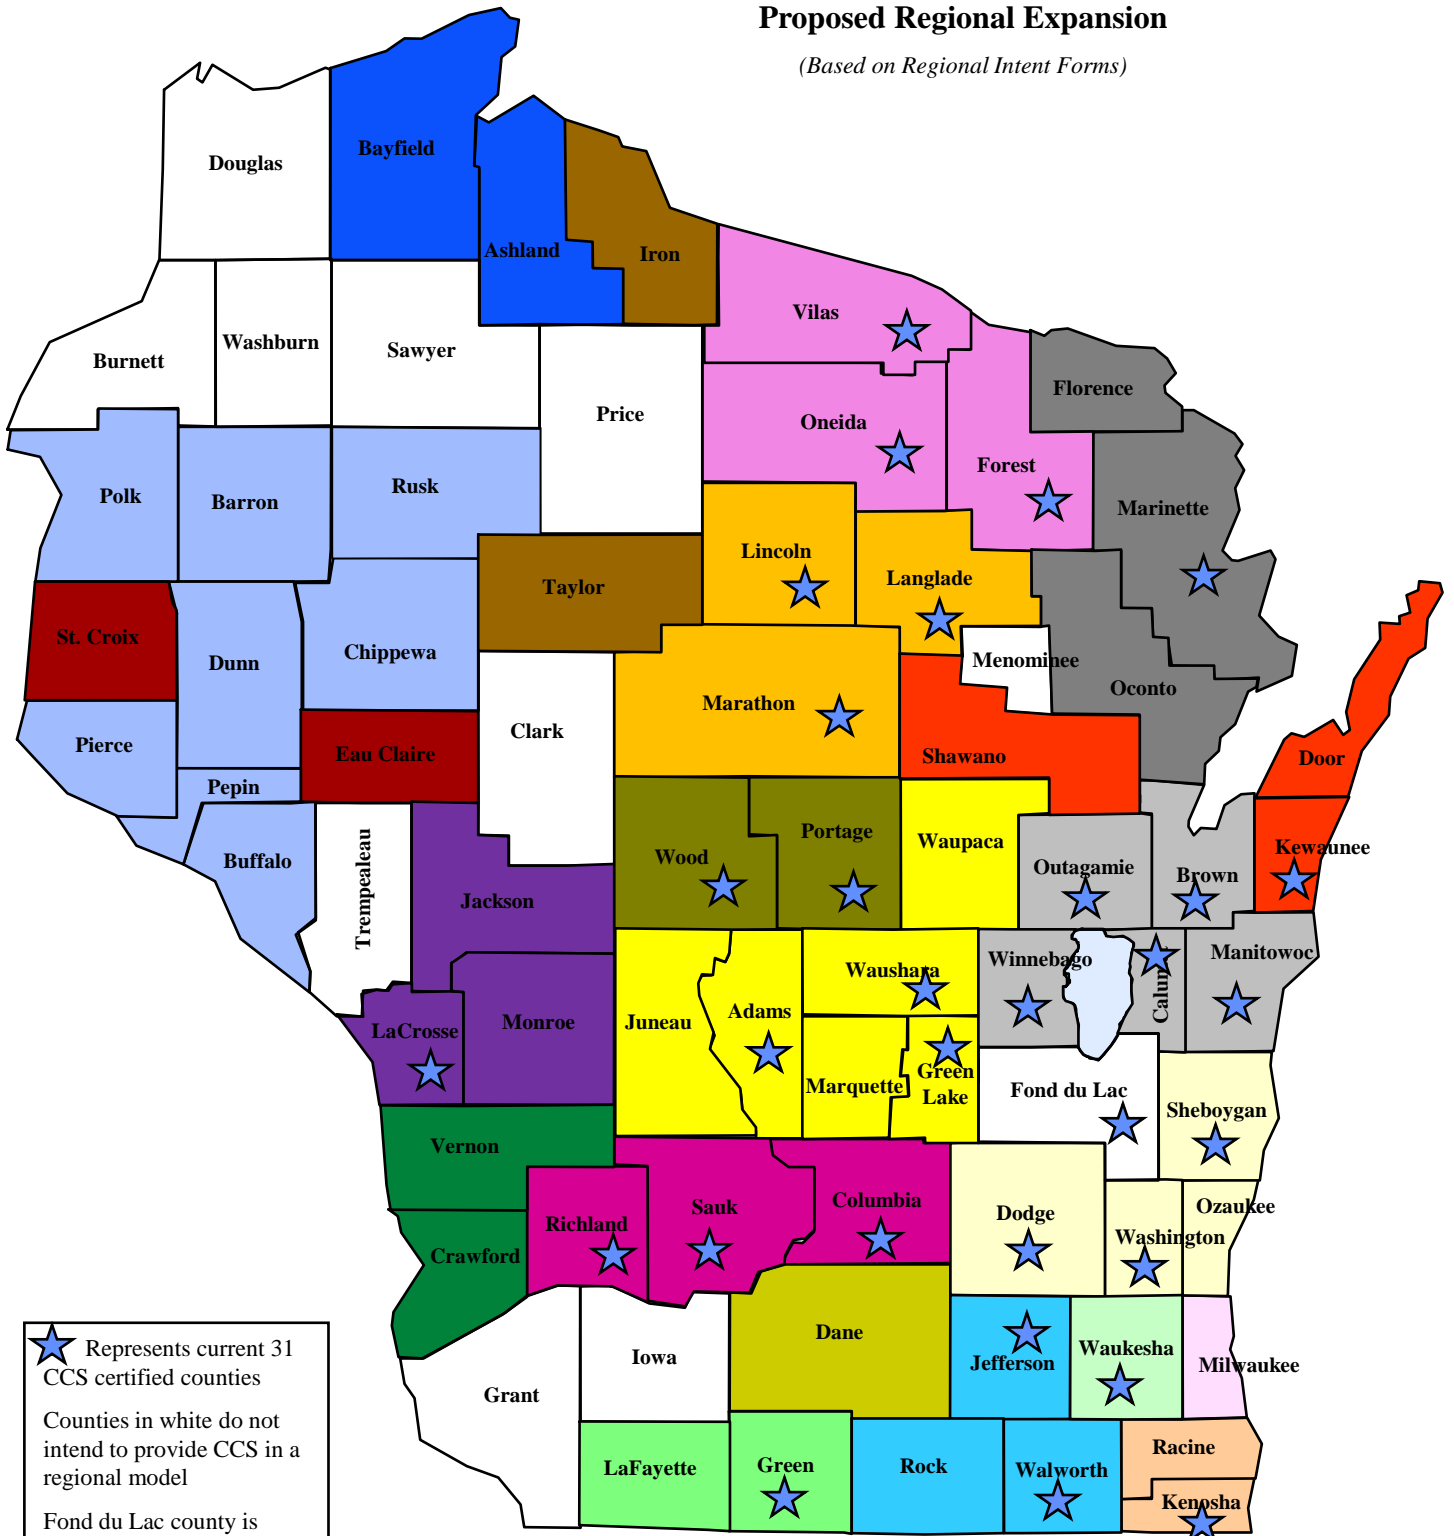 Proposed Regional Expansion
(Based on Regional Intent Forms)
Douglas
Bayfield
Ashland
Iron
Vilas
Burnett
Washburn
Sawyer
Price
Oneida
Florence
Forest
Marinette
Polk
Barron
Rusk
Lincoln
Langlade
Taylor
St. Croix
Dunn
Chippewa
Menominee
Oconto
Marathon
Clark
Pierce
Eau Claire
Shawano
Door
Pepin
Buffalo
Trempealeau
Wood
Portage
Waupaca
Outagamie
Brown
Kewaunee
Jackson
Waushara
Winnebago
Calum
Manitowoc
LaCrosse
Monroe
Juneau
Adams
Marquette
Green
Lake
Fond du Lac
Sheboygan
Vernon
Richland
Sauk
Columbia
Dodge
Washington
Ozaukee
Crawford
Dane
Iowa
Jefferson
Waukesha
Milwaukee
Grant
LaFayette
Green
Rock
Walworth
Racine
Kenosha
Represents current 31
CCS certified counties
Counties in white do not
intend to provide CCS in a
regional model
Fond du Lac county is